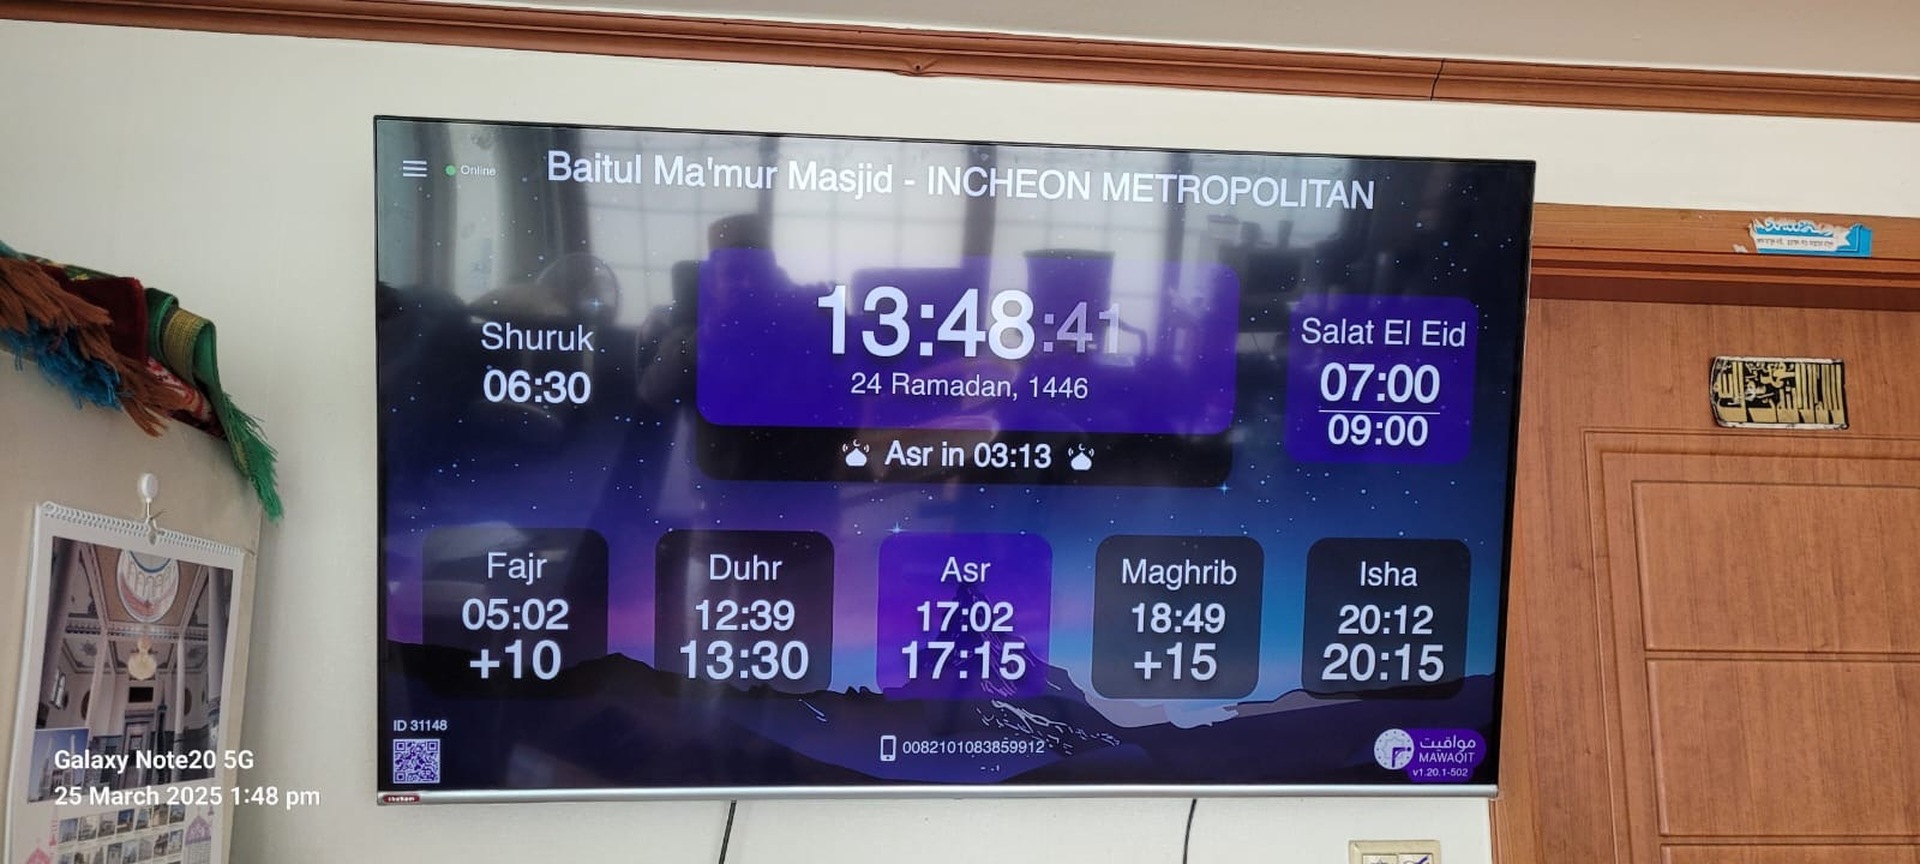 Online
Baitul Ma'mur Masjid - INCHEON METROPOLITAN
Shuruk
06:30
13:48:41
24 Ramadan, 1446
Asr in 03:13
Salat El Eid
07:00
09:00
Fajr
05:02
+10
Duhr
12:39
13:30
Asr
17:02
17:15
Maghrib
18:49
+15
Isha
20:12
20:15
ID 31148
0082101083859912
مواقيت
MAWAQIT
v1.20.1-502
Galaxy Note20 5G
25 March 2025 1:48 pm